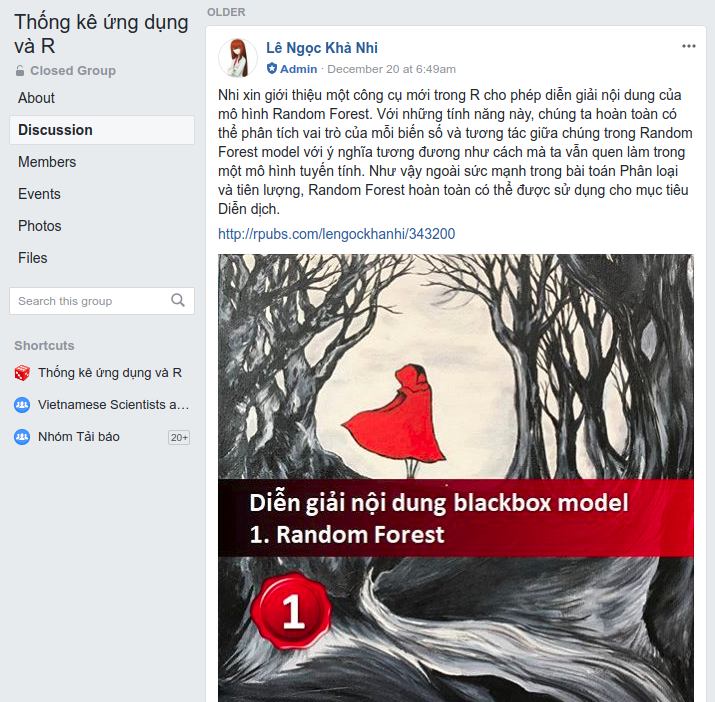 Thống kê ứng dụng
và R
Closed Group
About
Discussion
Members
Events
Photos
Files
Search this group
Shortcuts
Thống kê ứng dụng và R
Vietnamese Scientists a...
Nhóm Tải báo
20+
OLDER
Lê Ngọc Khả Nhi
Admin · December 20 at 6:49am
Nhi xin giới thiệu một công cụ mới trong R cho phép diễn giải nội dung của
mô hình Random Forest. Với những tính năng này, chúng ta hoàn toàn có
thể phân tích vai trò của mỗi biến số và tương tác giữa chúng trong Random
Forest model với ý nghĩa tương đương như cách mà ta vẫn quen làm trong
một mô hình tuyến tính. Như vậy ngoài sức mạnh trong bài toán Phân loại
và tiên lượng, Random Forest hoàn toàn có thể được sử dụng cho mục tiêu
Diễn dịch.
http://rpubs.com/lengockhanhi/343200
Diễn giải nội dung blackbox model
1. Random Forest
1